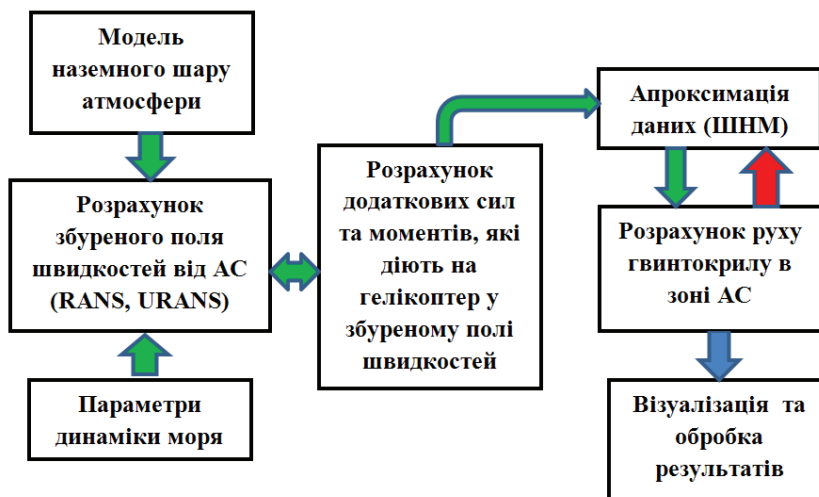 Модель
наземного шару
атмосфери
Розрахунок
збуреного поля
швидкостей від АС
(RANS, URANS)
Параметри
динаміки моря
Розрахунок
додаткових сил
та моментів, які
діють на
гелікоптер у
збуреному полі
швидкостей
Апроксимація
даних (ШНМ)
Розрахунок руху
гвинтокрилу в
зоні АС
Візуалізація та
обробка
результатів